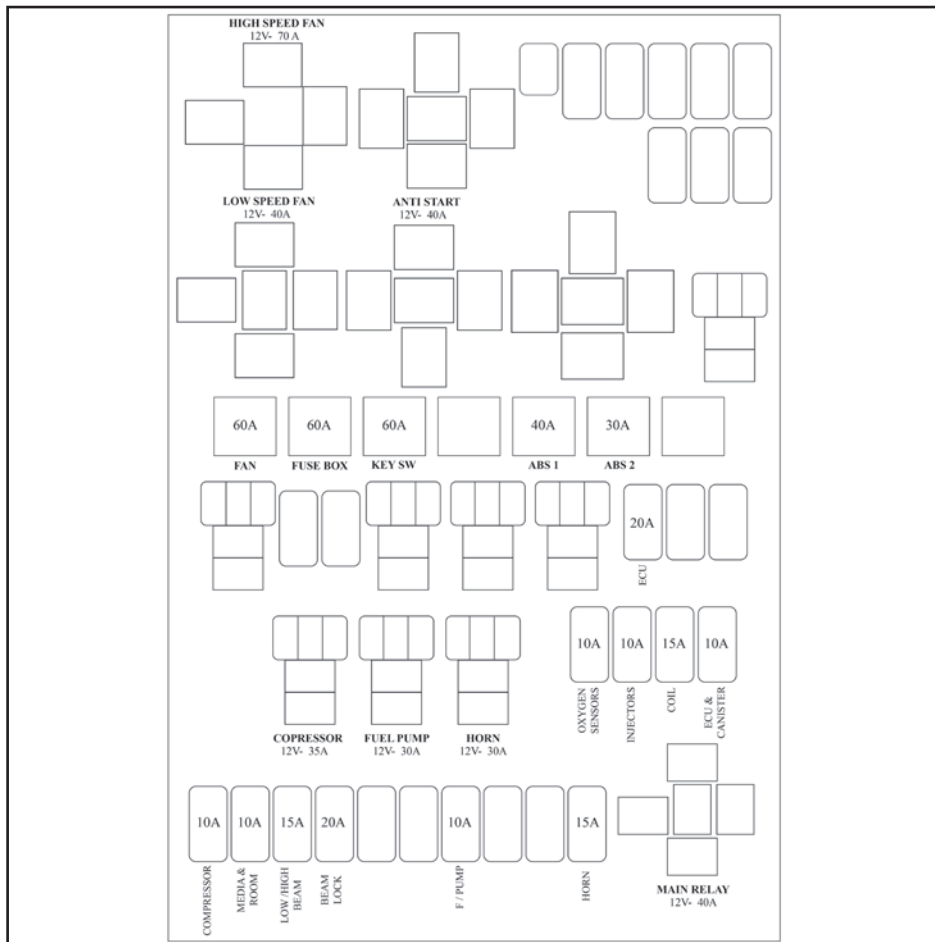 HIGH SPEED FAN
12V- 70 A
LOW SPEED FAN
12V- 40A
ANTI START
12V- 40A
60A
60A
60A
40A
30A
FAN
FUSE BOX
KEY SW
ABS 1
ABS 2
20A
ECU
10A
10A
15A
10A
OXYGEN
SENSORS
INJECTORS
COIL
ECU &
CANISTER
COPRESSOR
12V- 35A
FUEL PUMP
12V- 30A
HORN
12V- 30A
10A
10A
15A
20A
10A
15A
COMPRESSOR
MEDIA &
ROOM
LOW /HIGH
BEAM
BEAM
LOCK
F / PUMP
HORN
MAIN RELAY
12V- 40A